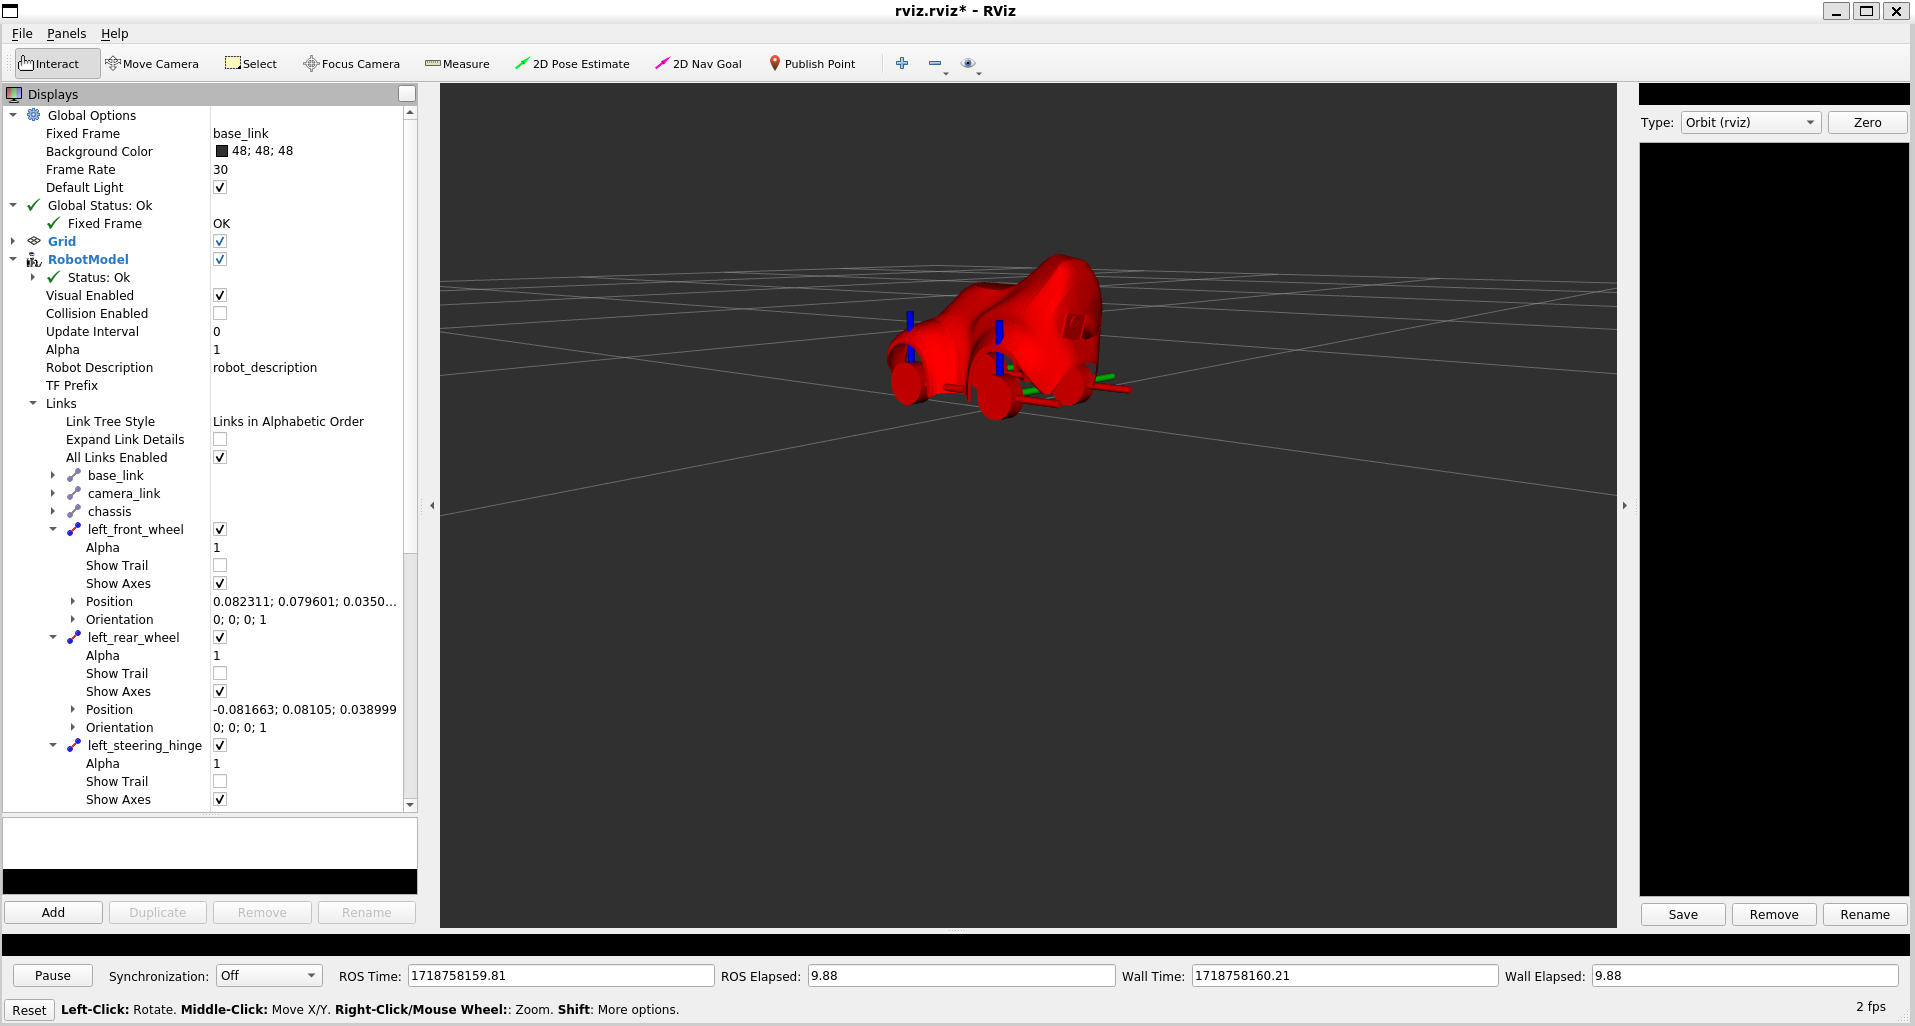 rviz.rviz* - RViz
File Panels Help
Interact Move Camera Select Focus Camera Measure 2D Pose Estimate 2D Nav Goal Publish Point
Displays
Global Options
Fixed Frame base_link
Background Color 48; 48; 48
Frame Rate 30
Default Light
Global Status: Ok
Fixed Frame OK
Grid
RobotModel
Status: Ok
Visual Enabled
Collision Enabled
Update Interval 0
Alpha 1
Robot Description robot_description
TF Prefix
Links
Link Tree Style Links in Alphabetic Order
Expand Link Details
All Links Enabled
base_link
camera_link
chassis
left_front_wheel
Alpha 1
Show Trail
Show Axes
Position 0.082311; 0.079601; 0.0350...
Orientation 0; 0; 0; 1
left_rear_wheel
Alpha 1
Show Trail
Show Axes
Position -0.081663; 0.08105; 0.038999
Orientation 0; 0; 0; 1
left_steering_hinge
Alpha 1
Show Trail
Show Axes
Add Duplicate Remove Rename
Type: Orbit (rviz) Zero
Save Remove Rename
Pause Synchronization: Off ROS Time: 1718758159.81 ROS Elapsed: 9.88 Wall Time: 1718758160.21 Wall Elapsed: 9.88
Reset Left-Click: Rotate. Middle-Click: Move X/Y. Right-Click/Mouse Wheel:: Zoom. Shift: More options. 2 fps